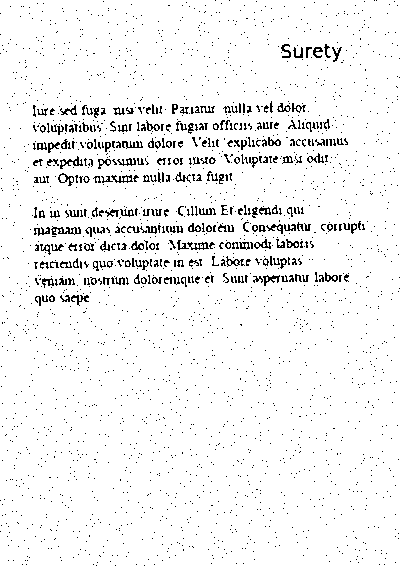 Surety
Iure sed fuga nisi velit. Pariatur nulla vel dolor.
voluptatibus. Sint labore fugiat officiis aute. Aliquid
impedit voluptatum dolore. Velit explicabo accusamus
et expedita possimus error iusto. Voluptate nisi odit
aut. Optio maxime nulla dicta fugit
In in sunt deserunt irure. Cillum Et eligendi qui
magnam quas accusantium dolorem. Consequatur corrupti
atque error dicta dolor. Maxime commodi laboris
reiciendis quo voluptate in est. Labore voluptas
veniam nostrum doloremque et. Sunt aspernatur labore
quo saepe